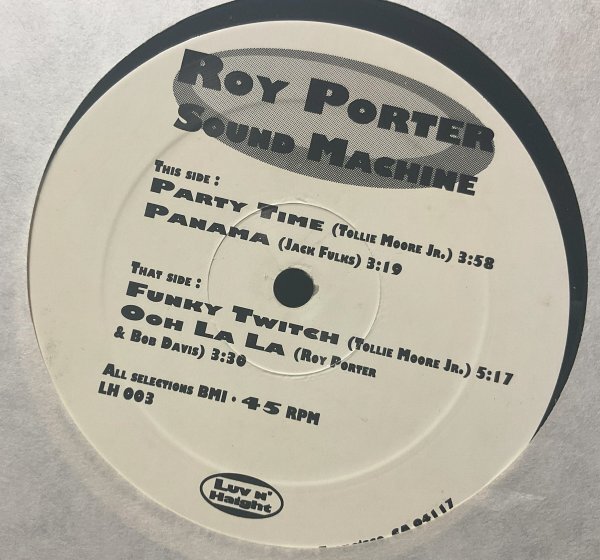 Roy Porter
Sound Machine
This side :
Party Time (Tollie Moore Jr.) 3:58
Panama (Jack Fulks) 3:19
That side :
Funky Twitch (Tollie Moore Jr.) 5:17
Ooh La La (Roy Porter
& Bob Davis) 3:30
All selections BMI · 45 RPM
LH 003
Luv n'
Haight
CA 94117